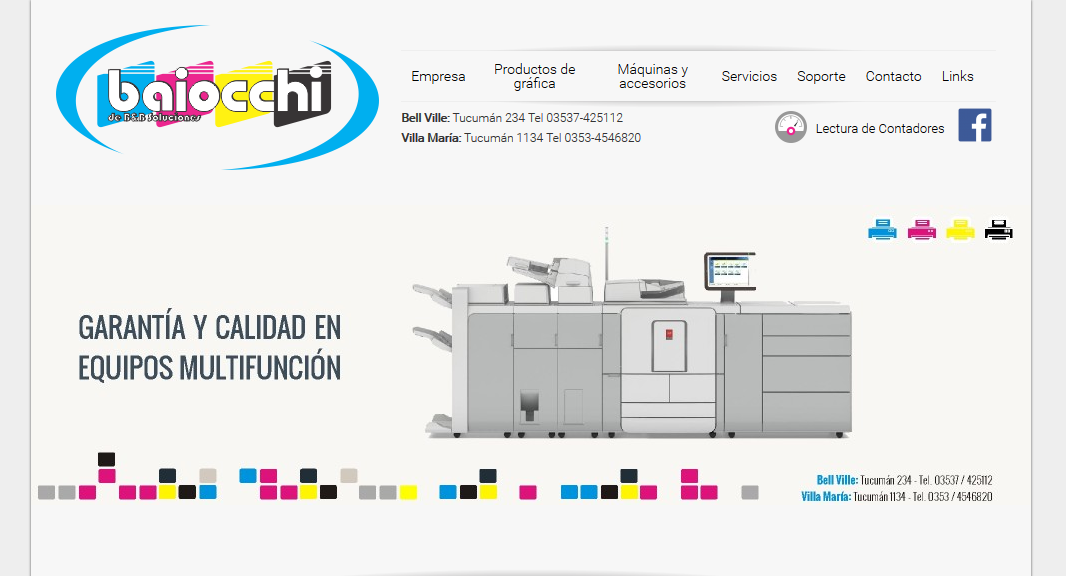 baiocchi
de B&B Soluciones
Empresa
Productos de
gráfica
Máquinas y
accesorios
Servicios
Soporte
Contacto
Links
Bell Ville: Tucumán 234 Tel 03537-425112
Villa María: Tucumán 1134 Tel 0353-4546820
Lectura de Contadores
GARANTÍA Y CALIDAD EN
EQUIPOS MULTIFUNCIÓN
Bell Ville: Tucumán 234 - Tel. 03537 / 425112
Villa María: Tucumán 1134 - Tel. 0353 / 4546820